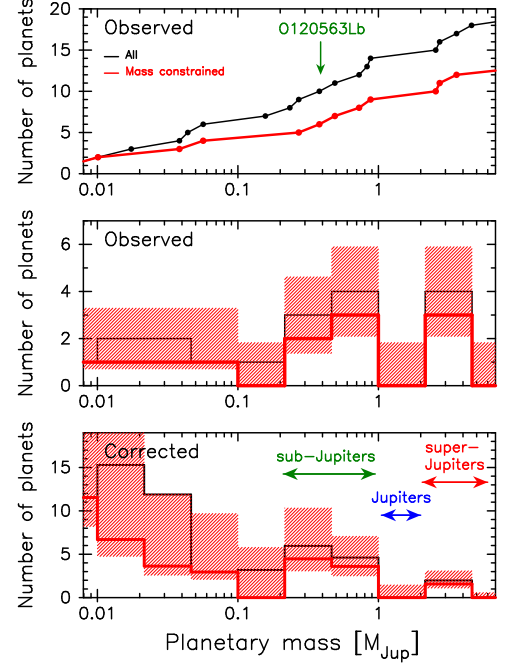 Number of planets
20
15
10
5
0
Observed
O120563Lb
All
Mass constrained
0.01
0.1
1
Number of planets
6
4
2
0
Observed
0.01
0.1
1
Number of planets
15
10
5
0
Corrected
sub-Jupiters
super-
Jupiters
Jupiters
0.01
0.1
1
Planetary mass [MJup]